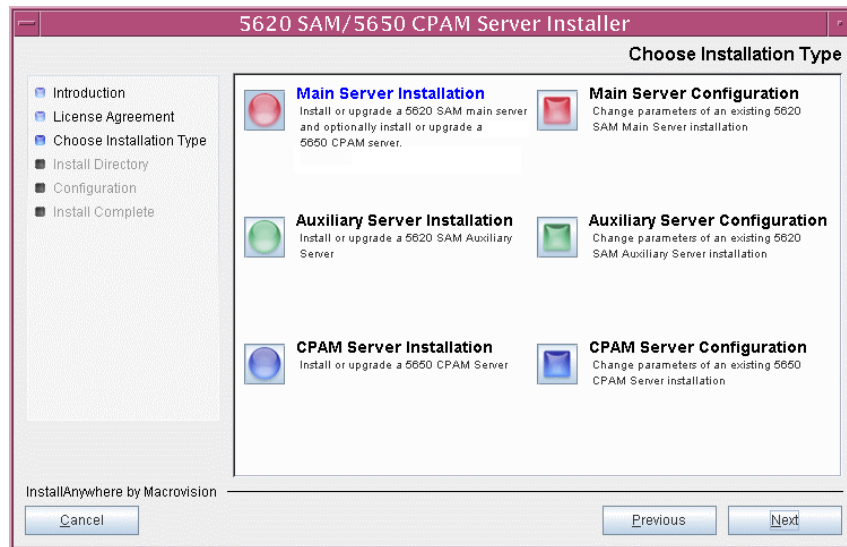 5620 SAM/5650 CPAM Server Installer
Choose Installation Type
Introduction
License Agreement
Choose Installation Type
Install Directory
Configuration
Install Complete
Main Server Installation
Install or upgrade a 5620 SAM main server
and optionally install or upgrade a
5650 CPAM server.
Main Server Configuration
Change parameters of an existing 5620
SAM Main Server installation
Auxiliary Server Installation
Install or upgrade a 5620 SAM Auxiliary
Server
Auxiliary Server Configuration
Change parameters of an existing 5620
SAM Auxiliary Server installation
CPAM Server Installation
Install or upgrade a 5650 CPAM Server
CPAM Server Configuration
Change parameters of an existing 5650
CPAM Server installation
InstallAnywhere by Macrovision
Cancel
Previous
Next